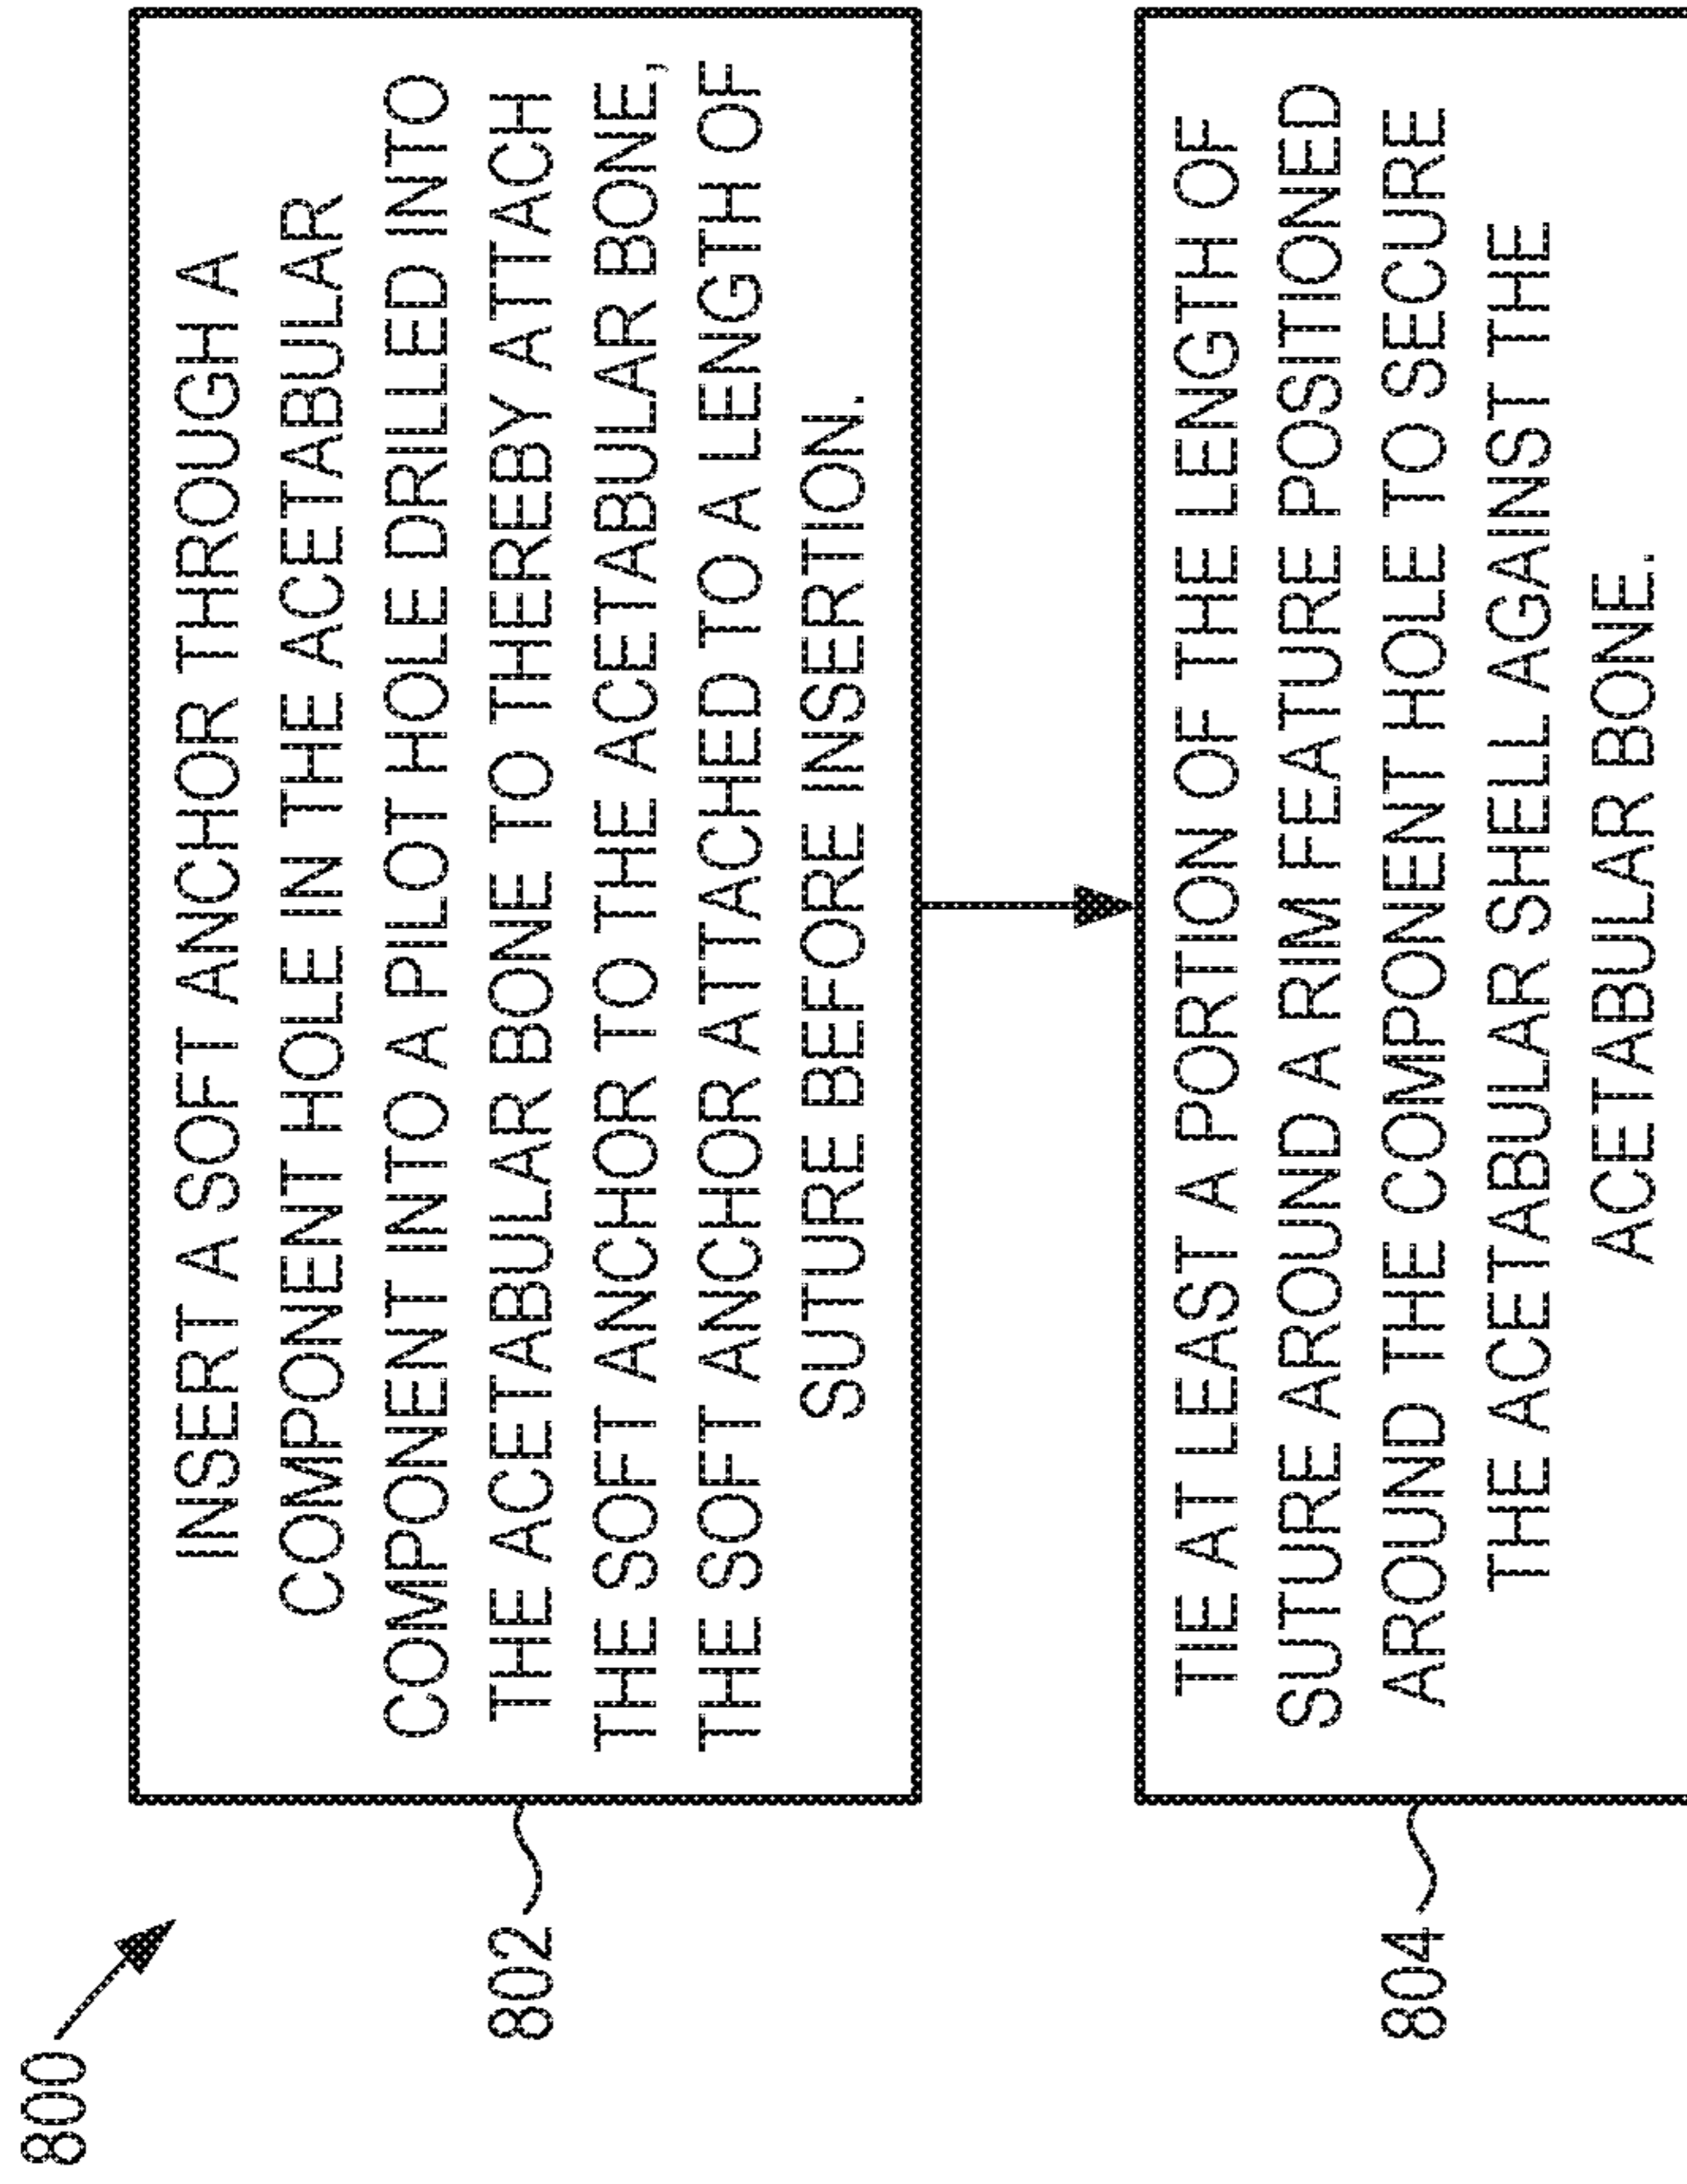 800
802
INSERT A SOFT ANCHOR THROUGH A
COMPONENT HOLE IN THE ACETABULAR
COMPONENT INTO A PILOT HOLE DRILLED INTO
THE ACETABULAR BONE TO THEREBY ATTACH
THE SOFT ANCHOR TO THE ACETABULAR BONE,
THE SOFT ANCHOR ATTACHED TO A LENGTH OF
SUTURE BEFORE INSERTION.
804
TIE AT LEAST A PORTION OF THE LENGTH OF
SUTURE AROUND A RIM FEATURE POSITIONED
AROUND THE COMPONENT HOLE TO SECURE
THE ACETABULAR SHELL AGAINST THE
ACETABULAR BONE.